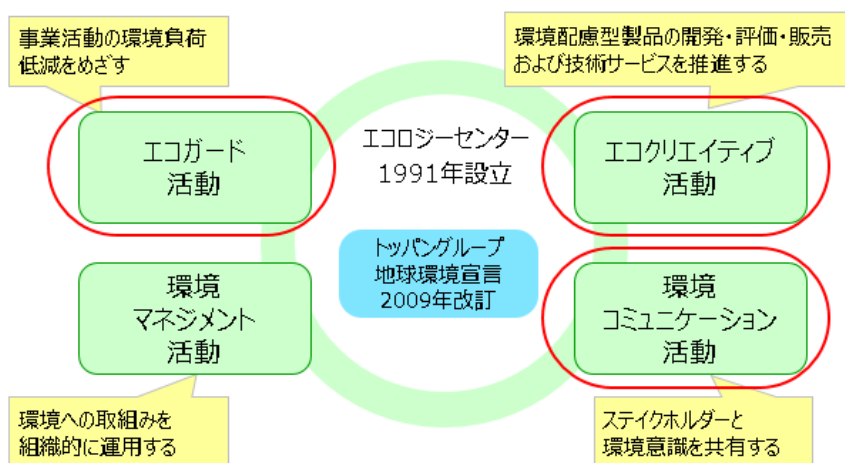 事業活動の環境負荷
低減をめざす
環境配慮型製品の開発・評価・販売
および技術サービスを推進する
エコガード
活動
エコロジーセンター
1991年設立
エコクリエイティブ
活動
トッパングループ
地球環境宣言
2009年改訂
環境
マネジメント
活動
環境
コミュニケーション
活動
環境への取組みを
組織的に運用する
ステイクホルダーと
環境意識を共有する